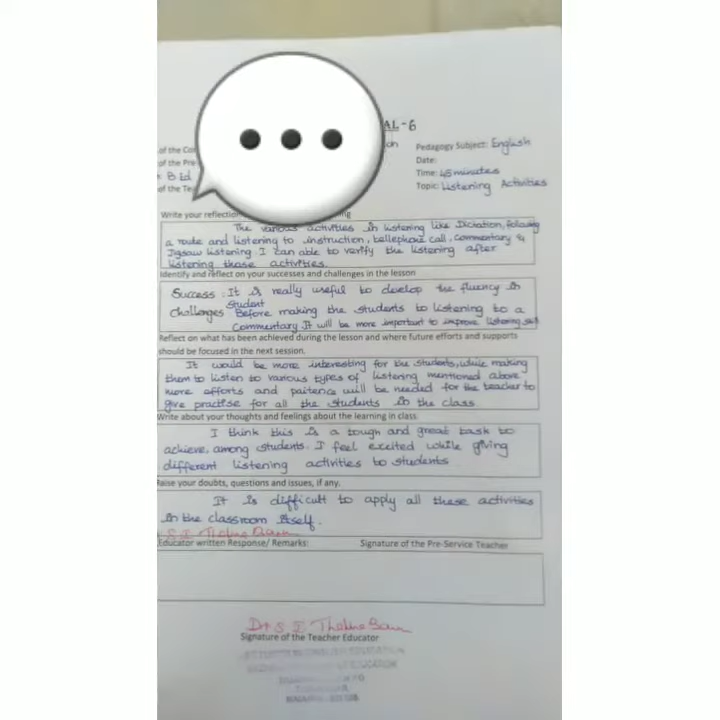 AL-6
of the Co
ch
Pedagogy Subject: English
of the Pre
Date:
B.Ed
Time: 45 minutes
of the Te
Topic: Listening Activities
Write your reflection
The various activities in listening like Dictation, folowing
a route and listening to instruction, bellephone call, Commentary &
Jigsaw listening I can able to verify the listening after
listening those activities.
Identify and reflect on your successes and challenges in the lesson
Success: It is really useful to develop the fluency in
student
Challenges Before making the students to listening to a
Commentary It will be more important to improve listening skill
Reflect on what has been achieved during the lesson and where future efforts and supports
should be focused in the next session.
It would be more interesting for the students, while making
them to listen to various types of listening mentioned above
more efforts and paitence will be needed for the teacher to
give practise for all the students in the class
Write about your thoughts and feelings about the learning in class.
I think this is a tough and great task to
achieve, among students. I feel excited while giving
different listening activities to students
Raise your doubts, questions and issues, if any.
It is difficult to apply all these activities
in the classroom itself.
Educator written Response/ Remarks:
Signature of the Pre-Service Teacher
Signature of the Teacher Educator